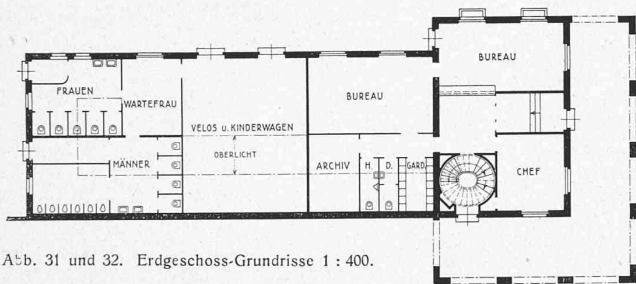 BUREAU
FRAUEN
WARTEFRAU
BUREAU
VELOS u. KINDERWAGEN
OBERLICHT
MÄNNER
ARCHIV
H.
D.
GARD.
CHEF
Abb. 31 und 32. Erdgeschoss-Grundrisse 1 : 400.